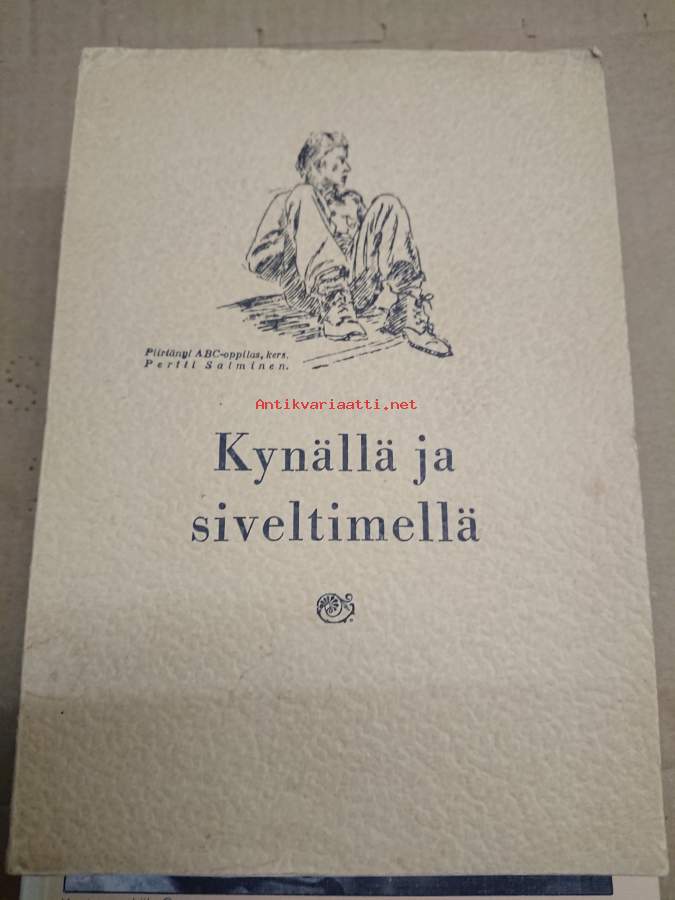 Piirtänyt ABC-oppilas, kers.
Pertti Salminen.
Antikvariaatti.net
Kynällä ja
siveltimellä